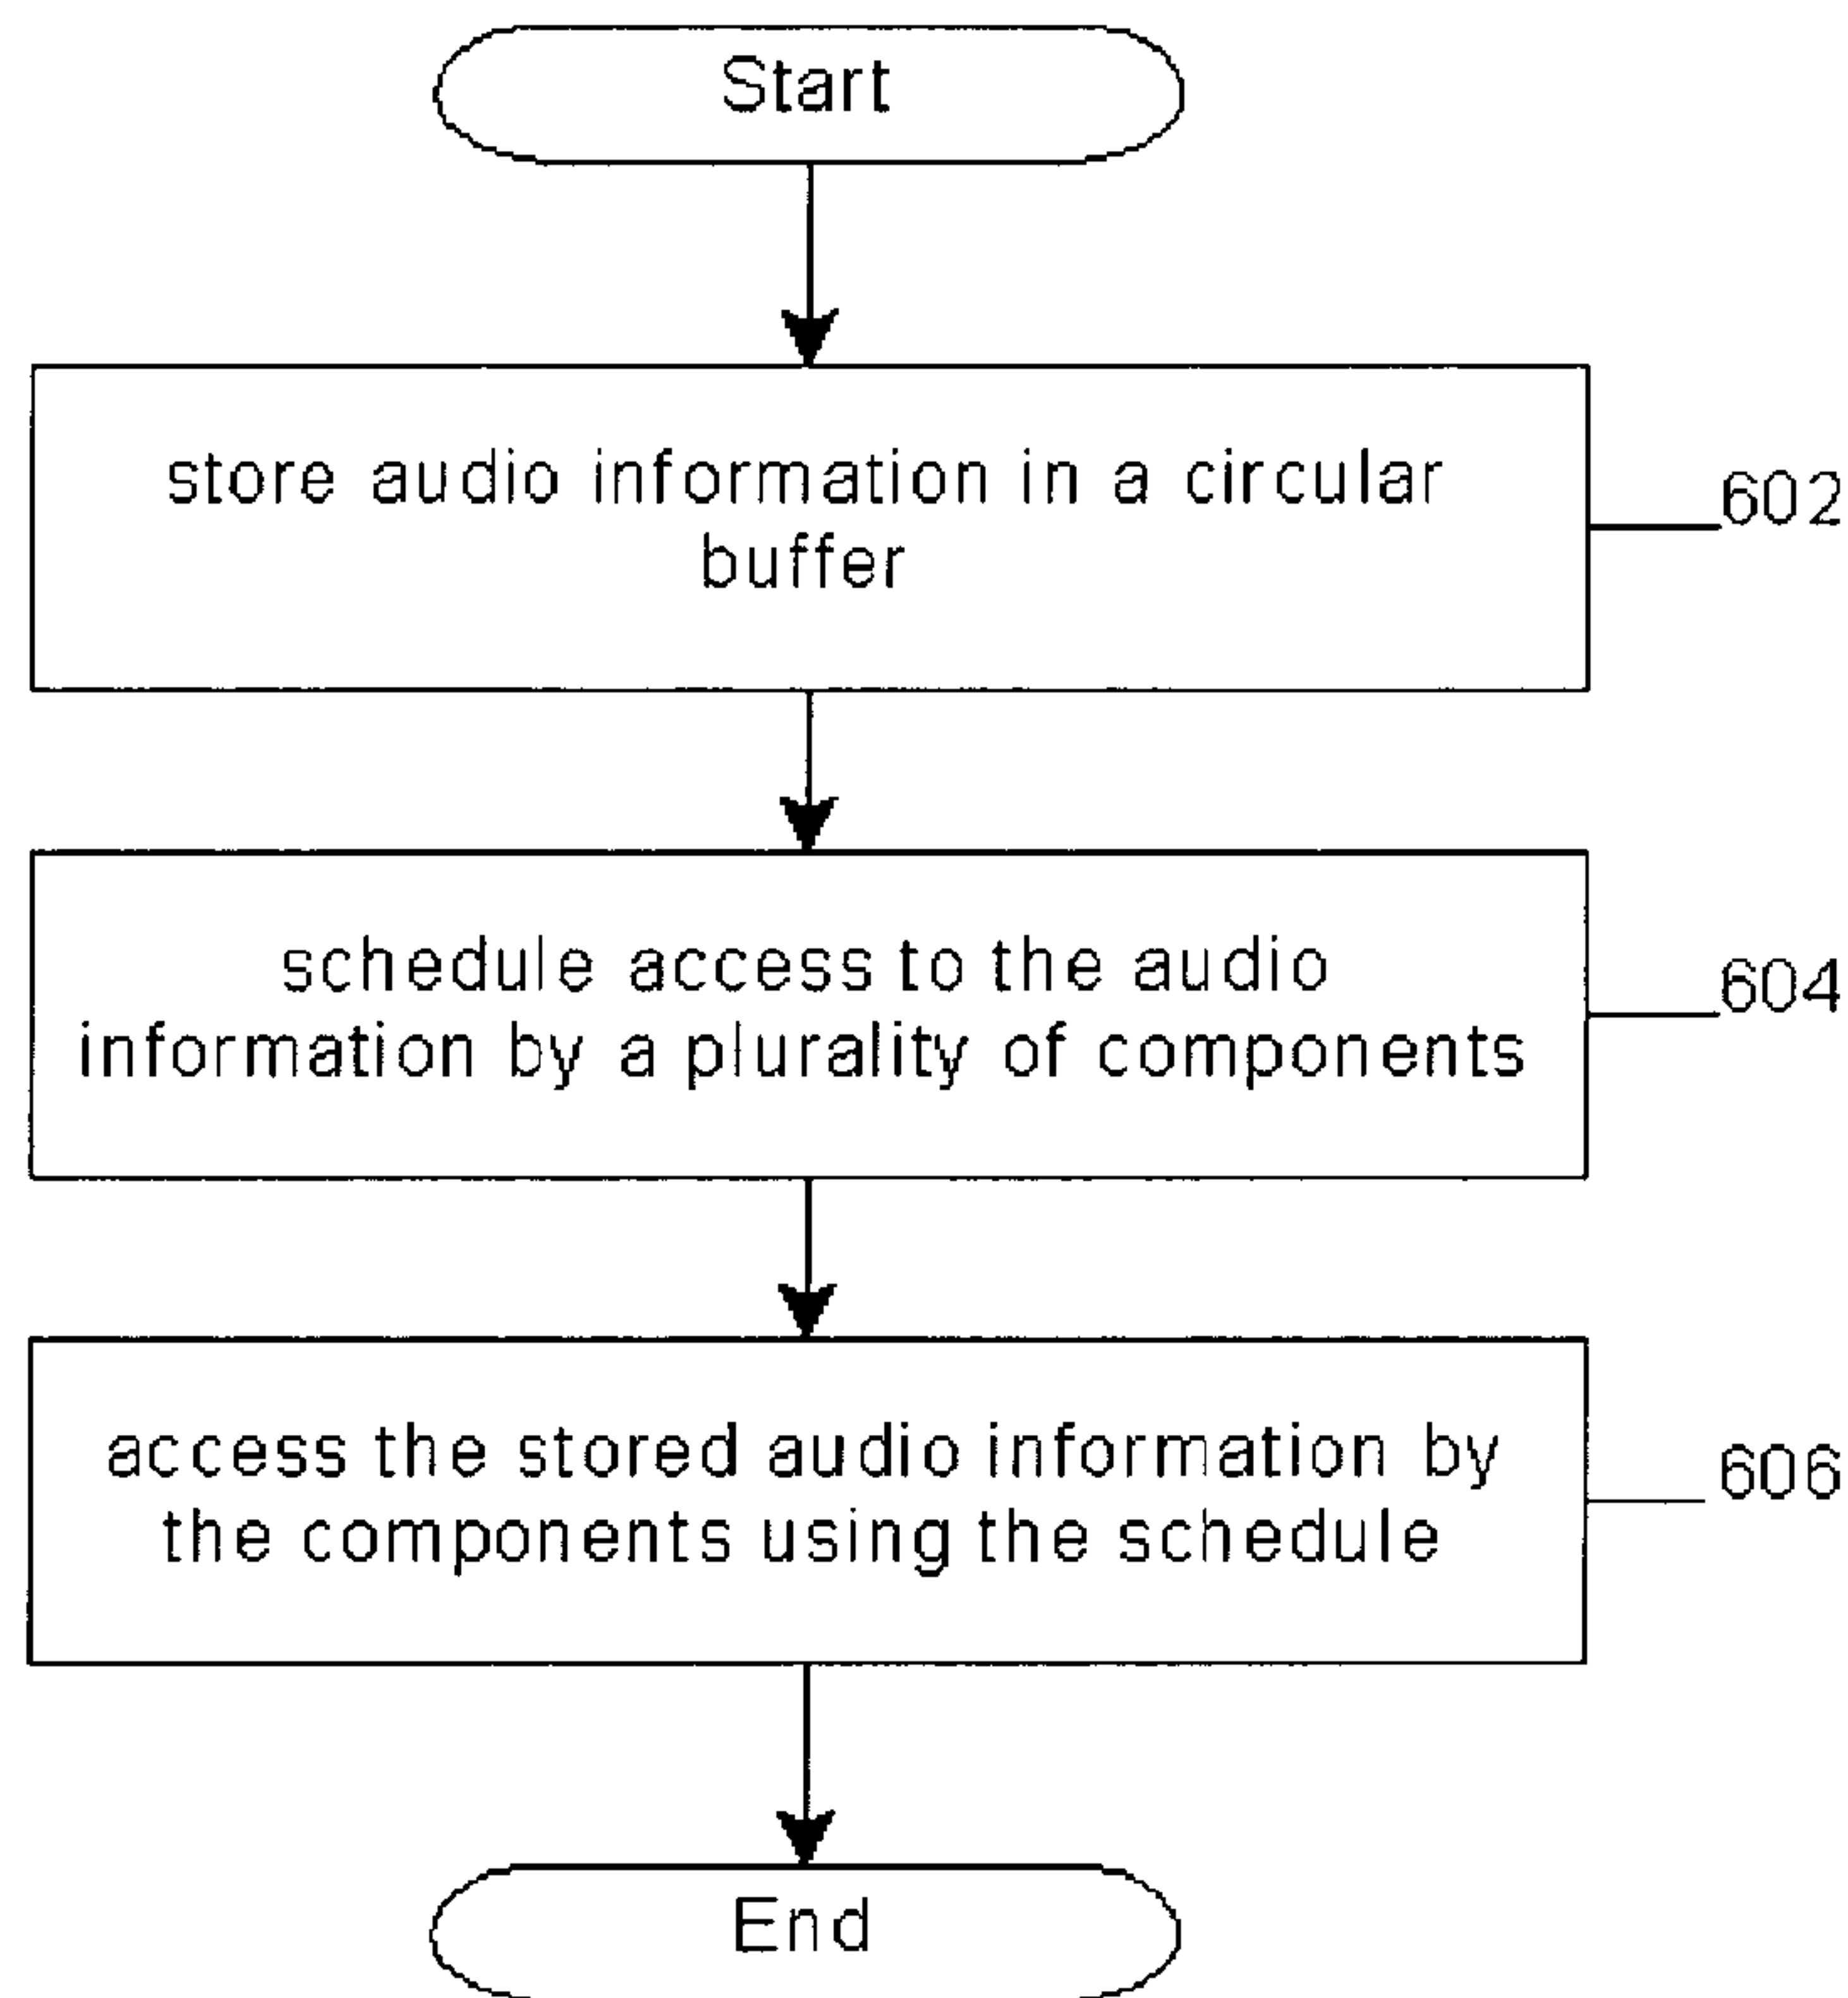 Start
store audio information in a circular
buffer
602
schedule access to the audio
information by a plurality of components
604
access the stored audio information by
the components using the schedule
606
End